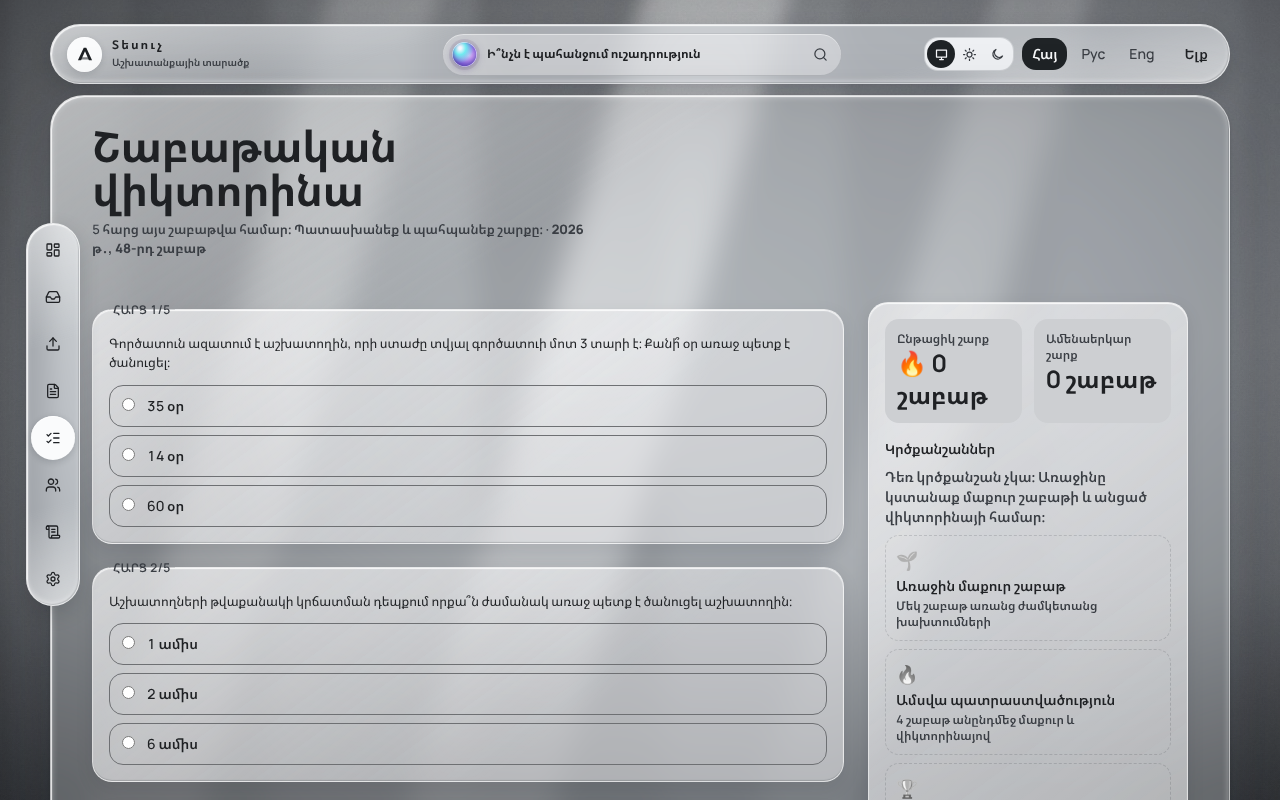 Տեսուչ
Աշխատանքային տարածք
Ի՞նչն է պահանջում ուշադրություն
Հայ
Рус
Eng
Ելք
Շաբաթական
վիկտորինա
5 հարց այս շաբաթվա համար։ Պատասխանեք և պահպանեք շարքը։ · 2026
թ., 48-րդ շաբաթ
ՀԱՐՑ 1/5
Գործատուն ազատում է աշխատողին, որի ստաժը տվյալ գործատուի մոտ 3 տարի է։ Քանի՞ օր առաջ պետք է
ծանուցել։
35 օր
14 օր
60 օր
ՀԱՐՑ 2/5
Աշխատողների թվաքանակի կրճատման դեպքում որքա՞ն ժամանակ առաջ պետք է ծանուցել աշխատողին։
1 ամիս
2 ամիս
6 ամիս
Ընթացիկ շարք
🔥 0
շաբաթ
Ամենաերկար
շարք
0 շաբաթ
Կրծքանշաններ
Դեռ կրծքանշան չկա։ Առաջինը
կստանաք մաքուր շաբաթի և անցած
վիկտորինայի համար։
Առաջին մաքուր շաբաթ
Մեկ շաբաթ առանց ժամկետանց
խախտումների
Ամսվա պատրաստվածություն
4 շաբաթ անընդմեջ մաքուր և
վիկտորինայով